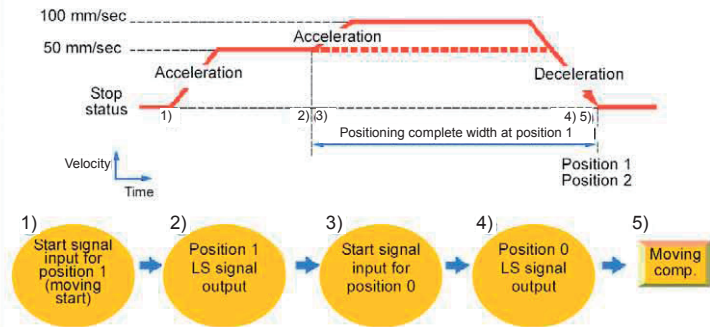 100 mm/sec
50 mm/sec
Acceleration
Acceleration
Deceleration
Stop
status
1)
2)
3)
4) 5)
Positioning complete width at position 1
Velocity
Time
Position 1
Position 2
1)
2)
3)
4)
5)
Start signal
input for
position 1
(moving
start)
Position 1
LS signal
output
Start signal
input for
position 0
Position 0
LS signal
output
Moving
comp.